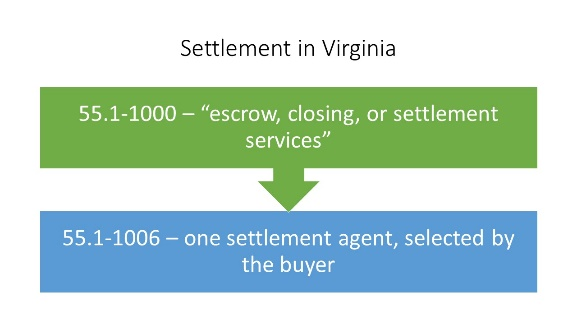 Settlement in Virginia
55.1-1000 – “escrow, closing, or settlement
services”
55.1-1006 – one settlement agent, selected by
the buyer